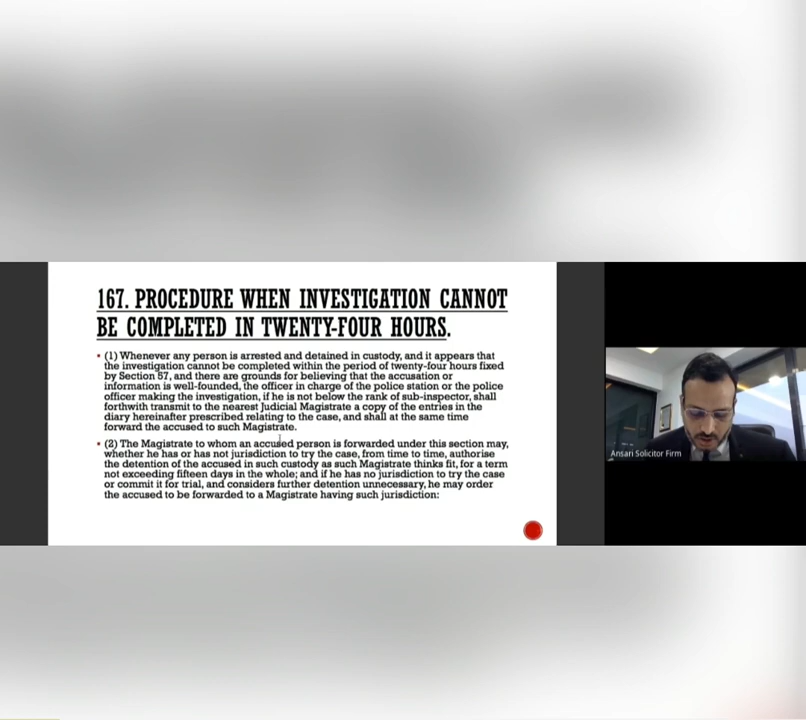 167. PROCEDURE WHEN INVESTIGATION CANNOT
BE COMPLETED IN TWENTY-FOUR HOURS.
• (1) Whenever any person is arrested and detained in custody, and it appears that
the investigation cannot be completed within the period of twenty-four hours fixed
by Section 57, and there are grounds for believing that the accusation or
information is well-founded, the officer in charge of the police station or the police
officer making the investigation, if he is not below the rank of sub-inspector, shall
forthwith transmit to the nearest Judicial Magistrate a copy of the entries in the
diary hereinafter prescribed relating to the case, and shall at the same time
forward the accused to such Magistrate.
• (2) The Magistrate to whom an accused person is forwarded under this section may,
whether he has or has not jurisdiction to try the case, from time to time, authorise
the detention of the accused in such custody as such Magistrate thinks fit, for a term
not exceeding fifteen days in the whole; and if he has no jurisdiction to try the case
or commit it for trial, and considers further detention unnecessary, he may order
the accused to be forwarded to a Magistrate having such jurisdiction:
Ansari Solicitor Firm